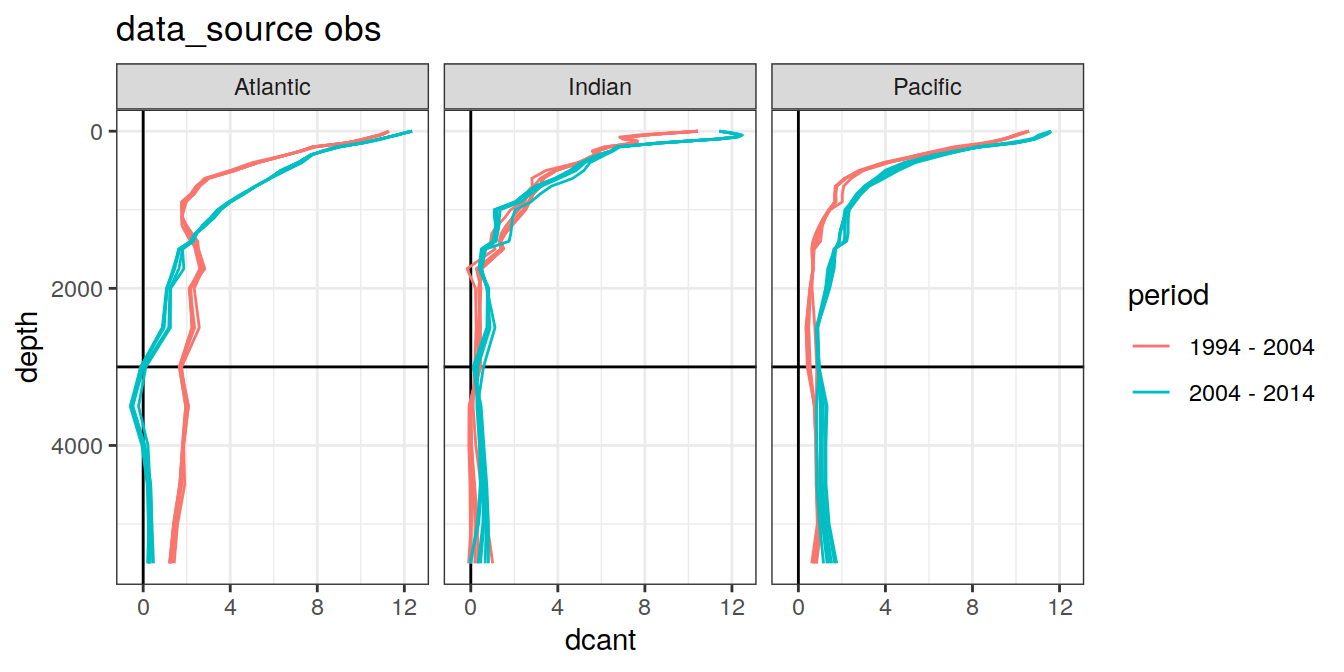 data_source obs
Atlantic Indian Pacific
0
2000
4000
depth
0 4 8 12 0 4 8 12 0 4 8 12
dcant
period
1994 - 2004
2004 - 2014